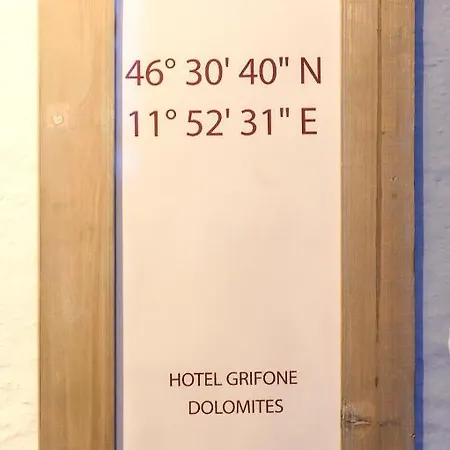 46° 30' 40" N
11° 52' 31" E
HOTEL GRIFONE
DOLOMITES